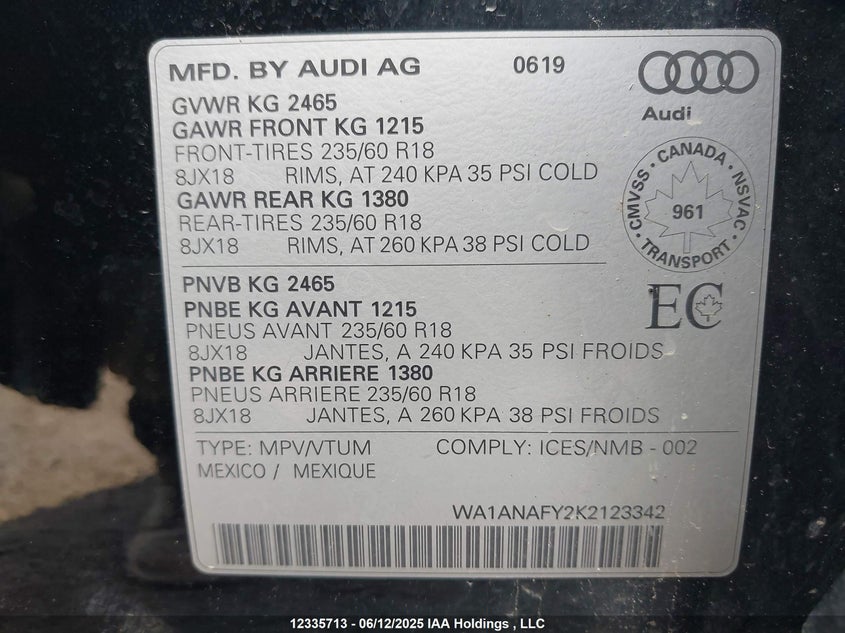 MFD. BY AUDI AG 0619
Audi
GVWR KG 2465
GAWR FRONT KG 1215
FRONT-TIRES 235/60 R18
8JX18 RIMS, AT 240 KPA 35 PSI COLD
GAWR REAR KG 1380
REAR-TIRES 235/60 R18
8JX18 RIMS, AT 260 KPA 38 PSI COLD
CMVSS · CANADA · NSVAC · TRANSPORT ·
961
PNVB KG 2465
PNBE KG AVANT 1215
PNEUS AVANT 235/60 R18
8JX18 JANTES, A 240 KPA 35 PSI FROIDS
PNBE KG ARRIERE 1380
PNEUS ARRIERE 235/60 R18
8JX18 JANTES, A 260 KPA 38 PSI FROIDS
EC
TYPE: MPV/VTUM COMPLY: ICES/NMB - 002
MEXICO / MEXIQUE
WA1ANAFY2K2123342
12335713 - 06/12/2025 IAA Holdings , LLC